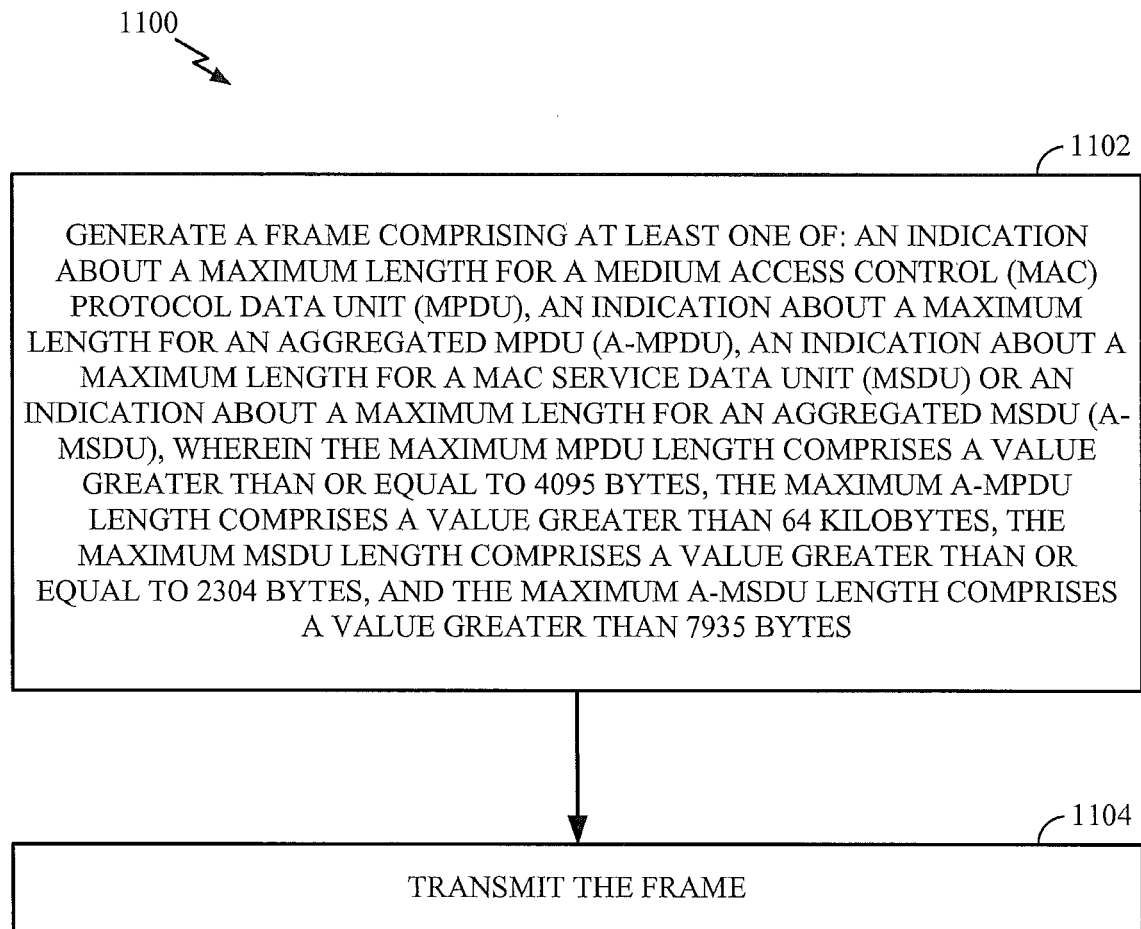 1100
1102
GENERATE A FRAME COMPRISING AT LEAST ONE OF: AN INDICATION
ABOUT A MAXIMUM LENGTH FOR A MEDIUM ACCESS CONTROL (MAC)
PROTOCOL DATA UNIT (MPDU), AN INDICATION ABOUT A MAXIMUM
LENGTH FOR AN AGGREGATED MPDU (A-MPDU), AN INDICATION ABOUT A
MAXIMUM LENGTH FOR A MAC SERVICE DATA UNIT (MSDU) OR AN
INDICATION ABOUT A MAXIMUM LENGTH FOR AN AGGREGATED MSDU (A-
MSDU), WHEREIN THE MAXIMUM MPDU LENGTH COMPRISES A VALUE
GREATER THAN OR EQUAL TO 4095 BYTES, THE MAXIMUM A-MPDU
LENGTH COMPRISES A VALUE GREATER THAN 64 KILOBYTES, THE
MAXIMUM MSDU LENGTH COMPRISES A VALUE GREATER THAN OR
EQUAL TO 2304 BYTES, AND THE MAXIMUM A-MSDU LENGTH COMPRISES
A VALUE GREATER THAN 7935 BYTES
1104
TRANSMIT THE FRAME